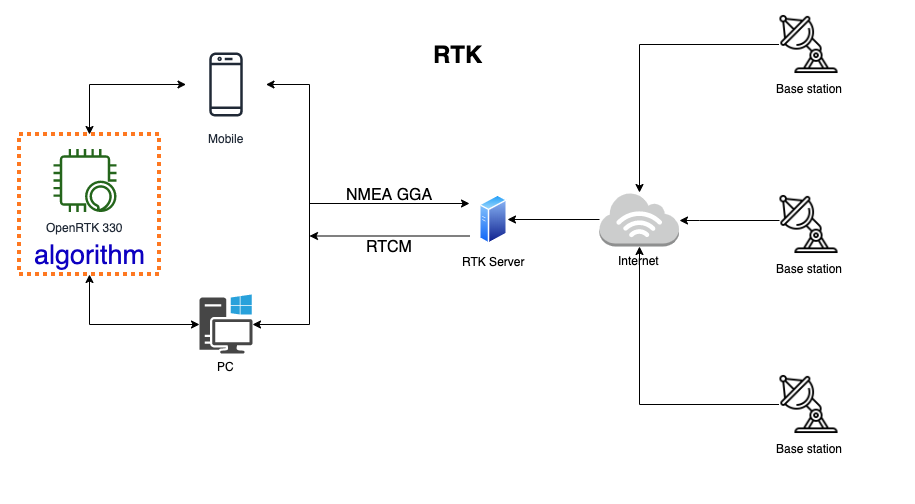 RTK
Base station
Mobile
NMEA GGA
OpenRTK 330
algorithm
RTCM
RTK Server
Internet
Base station
PC
Base station